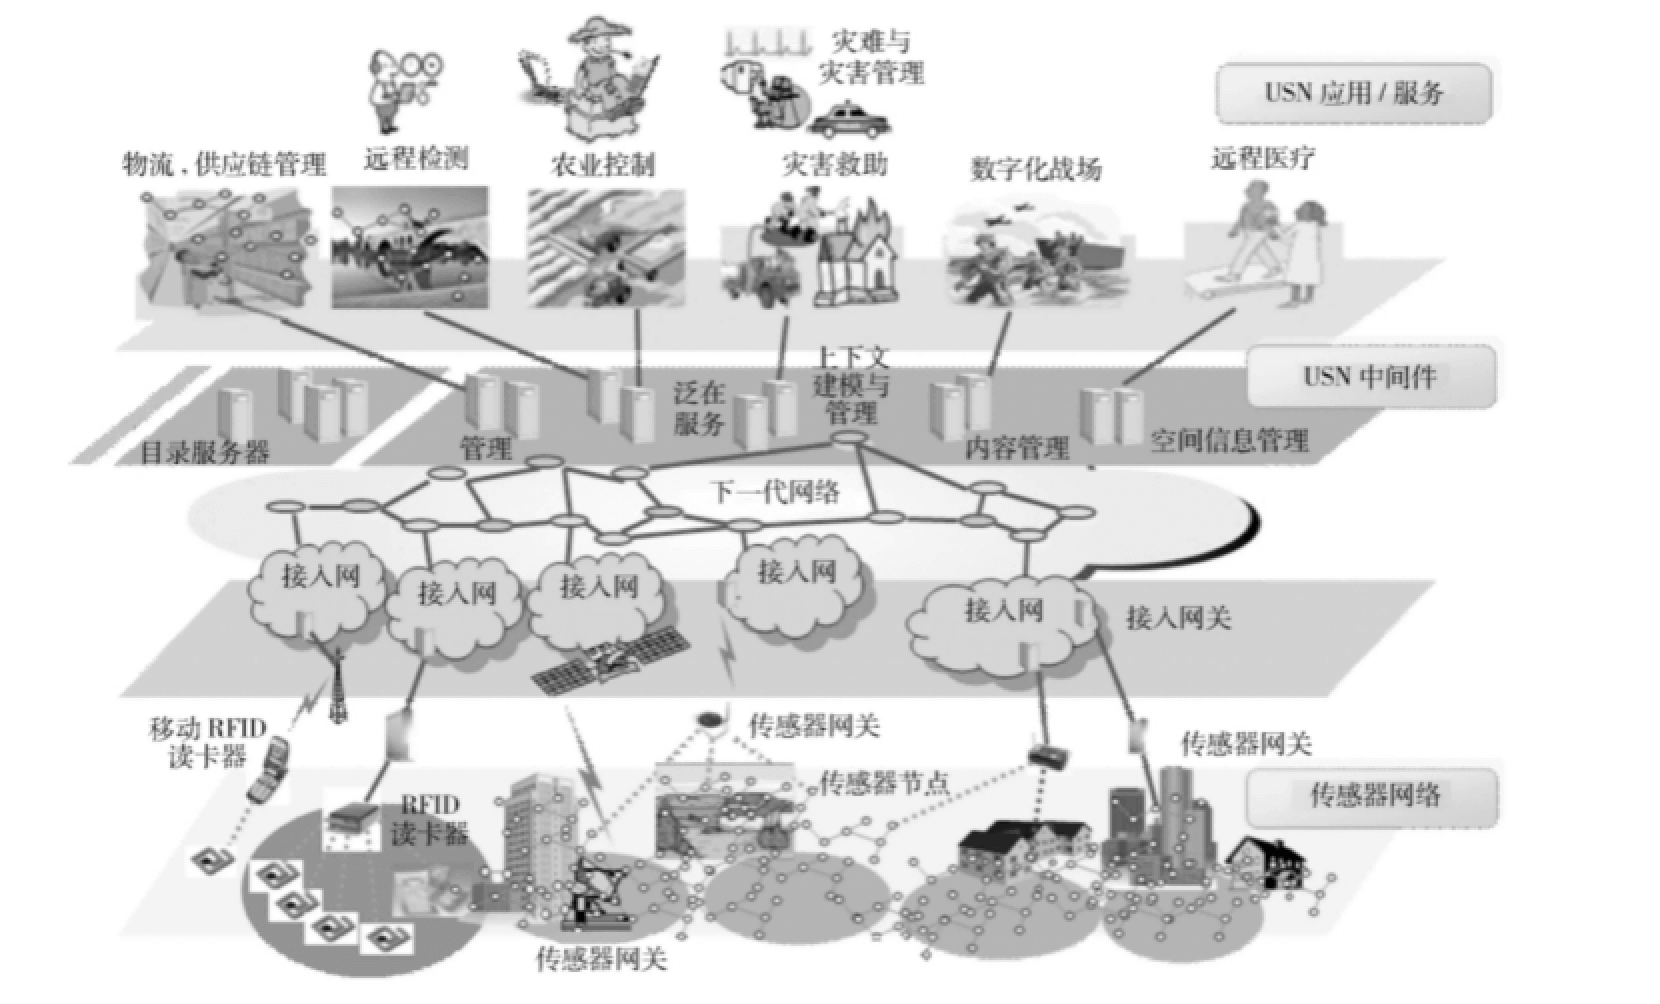 灾难与
灾害管理
USN 应用 / 服务
物流，供应链管理
远程检测
农业控制
灾害救助
数字化战场
远程医疗
USN 中间件
目录服务器
管理
泛在
服务
上下文
建模与
管理
内容管理
空间信息管理
下一代网络
接入网
接入网
接入网
接入网
接入网
接入网关
移动 RFID
读卡器
传感器网关
传感器网关
传感器节点
传感器网络
RFID
读卡器
传感器网关